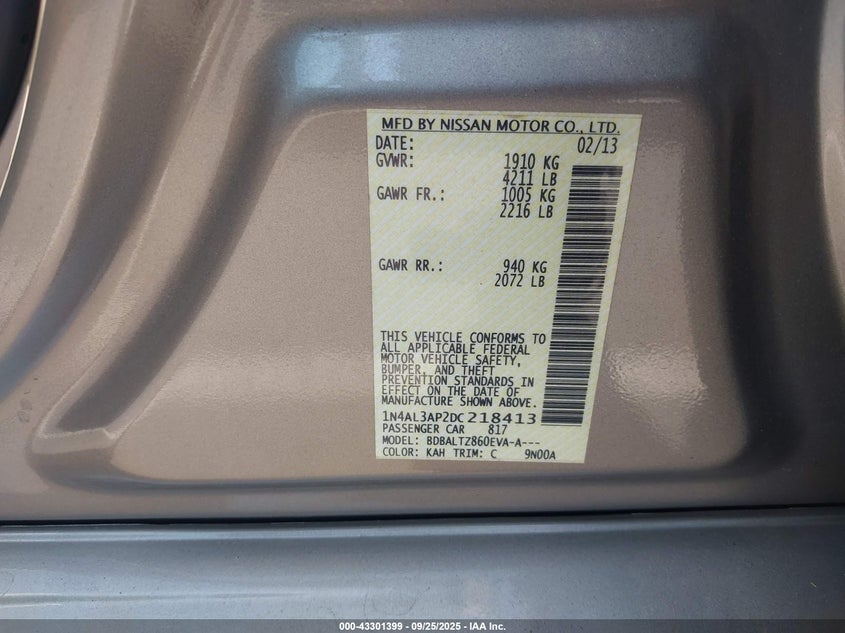 MFD BY NISSAN MOTOR CO., LTD.
DATE: 02/13
GVWR: 1910 KG
4211 LB
GAWR FR.: 1005 KG
2216 LB
GAWR RR.: 940 KG
2072 LB
THIS VEHICLE CONFORMS TO
ALL APPLICABLE FEDERAL
MOTOR VEHICLE SAFETY,
BUMPER, AND THEFT
PREVENTION STANDARDS IN
EFFECT ON THE DATE OF
MANUFACTURE SHOWN ABOVE.
1N4AL3AP2DC218413
PASSENGER CAR 817
MODEL: BDBALTZ860EVA-A---
COLOR: KAH TRIM: C 9N00A
000-43301399 - 09/25/2025 - IAA Inc.